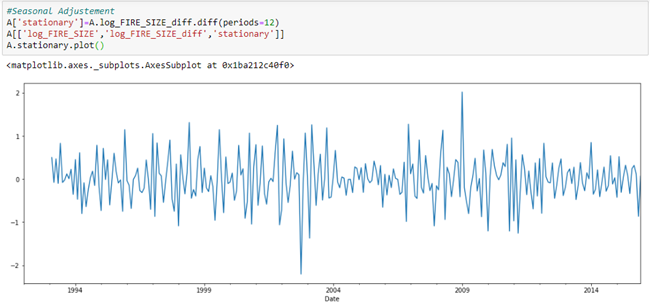 #Seasonal Adjustement
A['stationary']=A.log_FIRE_SIZE_diff.diff(periods=12)
A[['log_FIRE_SIZE','log_FIRE_SIZE_diff','stationary']]
A.stationary.plot()
<matplotlib.axes._subplots.AxesSubplot at 0x1ba212c40f0>
2
1
0
−1
−2
1994 1999 2004 2009 2014
Date